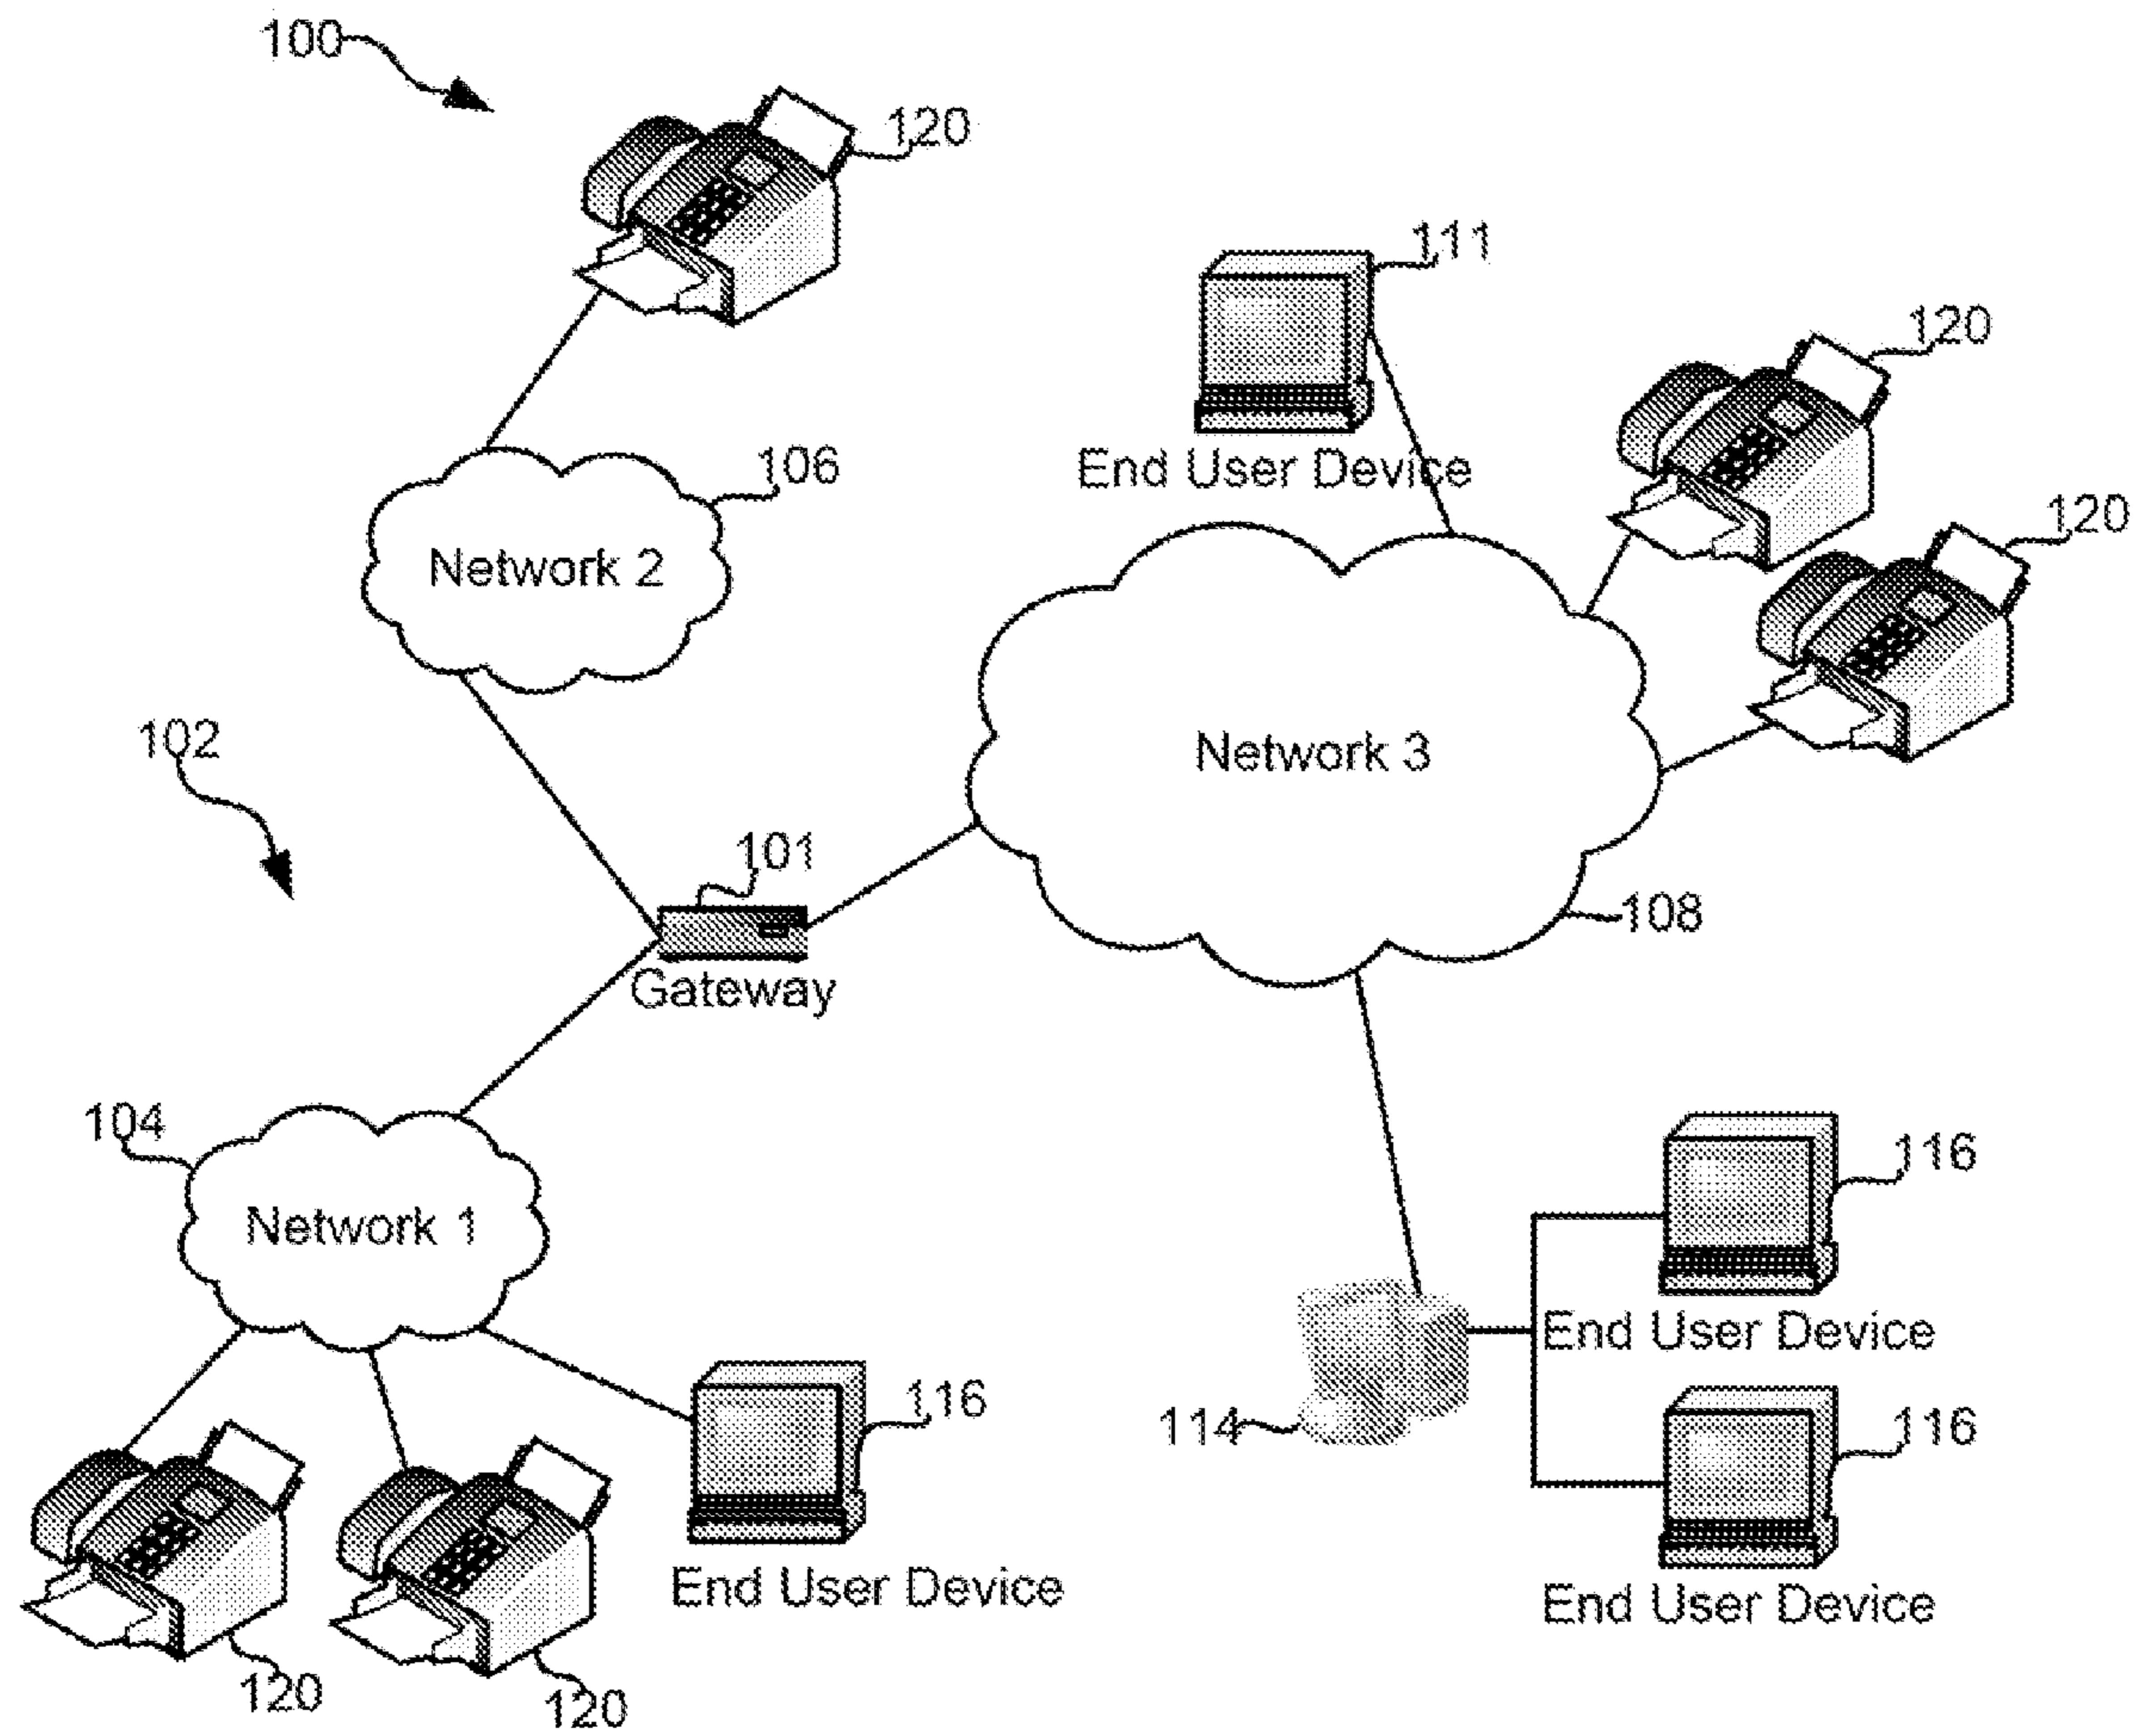 100
120
111
120
106
End User Device
120
Network 2
102
Network 3
101
108
Gateway
104
116
Network 1
End User Device
116
114
116
End User Device
End User Device
120
120